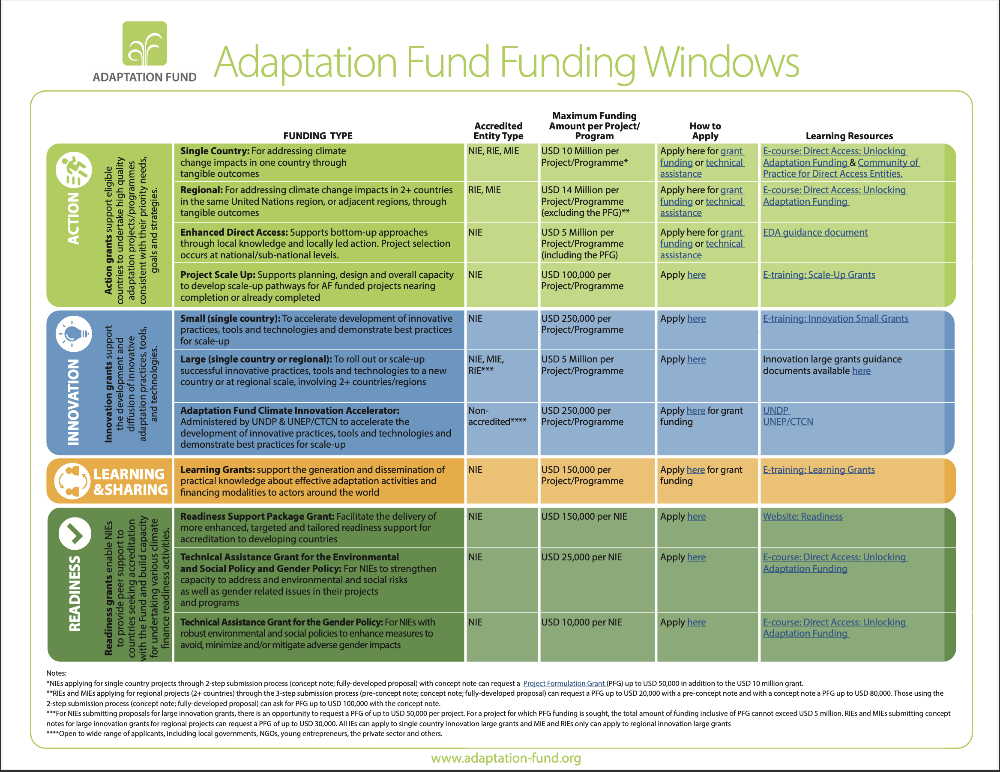 ADAPTATION FUND
Adaptation Fund Funding Windows
FUNDING TYPE
Accredited
Entity Type
Maximum Funding
Amount per Project/
Program
How to
Apply
Learning Resources
ACTION
Action grants support eligible
countries to undertake high quality
adaptation projects/programmes
consistent with their priority needs,
goals and strategies.
Single Country: For addressing climate
change impacts in one country through
tangible outcomes
NIE, RIE, MIE
USD 10 Million per
Project/Programme*
Apply here for grant
funding or technical
assistance
E-course: Direct Access: Unlocking
Adaptation Funding & Community of
Practice for Direct Access Entities.
Regional: For addressing climate change impacts in 2+ countries
in the same United Nations region, or adjacent regions, through
tangible outcomes
RIE, MIE
USD 14 Million per
Project/Programme
(excluding the PFG)**
Apply here for grant
funding or technical
assistance
E-course: Direct Access: Unlocking
Adaptation Funding
Enhanced Direct Access: Supports bottom-up approaches
through local knowledge and locally led action. Project selection
occurs at national/sub-national levels.
NIE
USD 5 Million per
Project/Programme
(including the PFG)
Apply here for grant
funding or technical
assistance
EDA guidance document
Project Scale Up: Supports planning, design and overall capacity
to develop scale-up pathways for AF funded projects nearing
completion or already completed
NIE
USD 100,000 per
Project/Programme
Apply here
E-training: Scale-Up Grants
INNOVATION
Innovation grants support
the development and
diffusion of innovative
adaptation practices, tools,
and technologies.
Small (single country): To accelerate development of innovative
practices, tools and technologies and demonstrate best practices
for scale-up
NIE
USD 250,000 per
Project/Programme
Apply here
E-training: Innovation Small Grants
Large (single country or regional): To roll out or scale-up
successful innovative practices, tools and technologies to a new
country or at regional scale, involving 2+ countries/regions
NIE, MIE,
RIE***
USD 5 Million per
Project/Programme
Apply here
Innovation large grants guidance
documents available here
Adaptation Fund Climate Innovation Accelerator:
Administered by UNDP & UNEP/CTCN to accelerate the
development of innovative practices, tools and technologies and
demonstrate best practices for scale-up
Non-
accredited****
USD 250,000 per
Project/Programme
Apply here for grant
funding
UNDP
UNEP/CTCN
LEARNING
&SHARING
Learning Grants: support the generation and dissemination of
practical knowledge about effective adaptation activities and
financing modalities to actors around the world
NIE
USD 150,000 per
Project/Programme
Apply here for grant
funding
E-training: Learning Grants
READINESS
Readiness grants enable NIEs
to provide peer support to
countries seeking accreditation
with the Fund and build capacity
for undertaking various climate
finance readiness activities.
Readiness Support Package Grant: Facilitate the delivery of
more enhanced, targeted and tailored readiness support for
accreditation to developing countries
NIE
USD 150,000 per NIE
Apply here
Website: Readiness
Technical Assistance Grant for the Environmental
and Social Policy and Gender Policy: For NIEs to strengthen
capacity to address and environmental and social risks
as well as gender related issues in their projects
and programs
NIE
USD 25,000 per NIE
Apply here
E-course: Direct Access: Unlocking
Adaptation Funding
Technical Assistance Grant for the Gender Policy: For NIEs with
robust environmental and social policies to enhance measures to
avoid, minimize and/or mitigate adverse gender impacts
NIE
USD 10,000 per NIE
Apply here
E-course: Direct Access: Unlocking
Adaptation Funding
Notes:
*NIEs applying for single country projects through 2-step submission process (concept note; fully-developed proposal) with concept note can request a Project Formulation Grant (PFG) up to USD 50,000 in addition to the USD 10 million grant.
**RIEs and MIEs applying for regional projects (2+ countries) through the 3-step submission process (pre-concept note; concept note; fully-developed proposal) can request a PFG up to USD 20,000 with a pre-concept note and with a concept note a PFG up to USD 80,000. Those using the
2-step submission process (concept note; fully-developed proposal) can ask for PFG up to USD 100,000 with the concept note.
***For NIEs submitting proposals for large innovation grants, there is an opportunity to request a PFG of up to USD 50,000 per project. For a project for which PFG funding is sought, the total amount of funding inclusive of PFG cannot exceed USD 5 million. RIEs and MIEs submitting concept
notes for large innovation grants for regional projects can request a PFG of up to USD 30,000. All IEs can apply to single country innovation large grants and MIE and RIEs only can apply to regional innovation large grants
****Open to wide range of applicants, including local governments, NGOs, young entrepreneurs, the private sector and others.
www.adaptation-fund.org